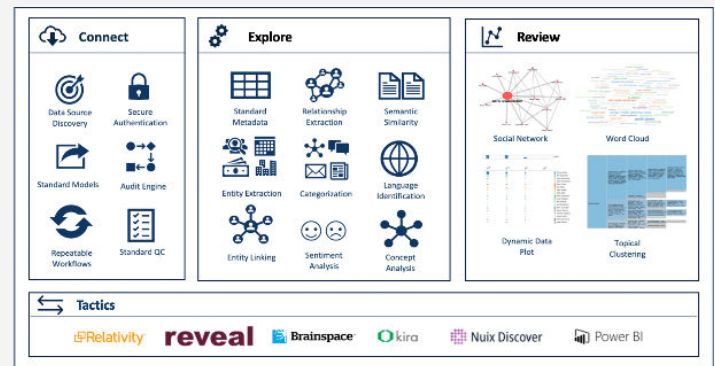 Connect
Data Source
Discovery
Secure
Authentication
Standard Models
Audit Engine
Repeatable
Workflows
Standard QC
Explore
Standard
Metadata
Relationship
Extraction
Semantic
Similarity
Entity Extraction
Categorization
Language
Identification
Entity Linking
Sentiment
Analysis
Concept
Analysis
Review
Social Network
Word Cloud
Dynamic Data
Plot
Topical
Clustering
Tactics
Relativity
reveal
Brainspace
kira
Nuix Discover
Power BI